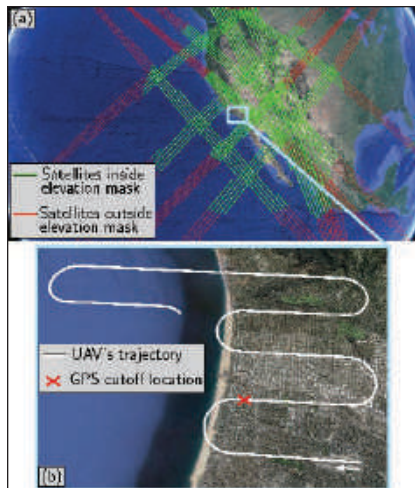 (a)
Satellites inside
elevation mask
Satellites outside
elevation mask
UAV's trajectory
GPS cutoff location
(b)